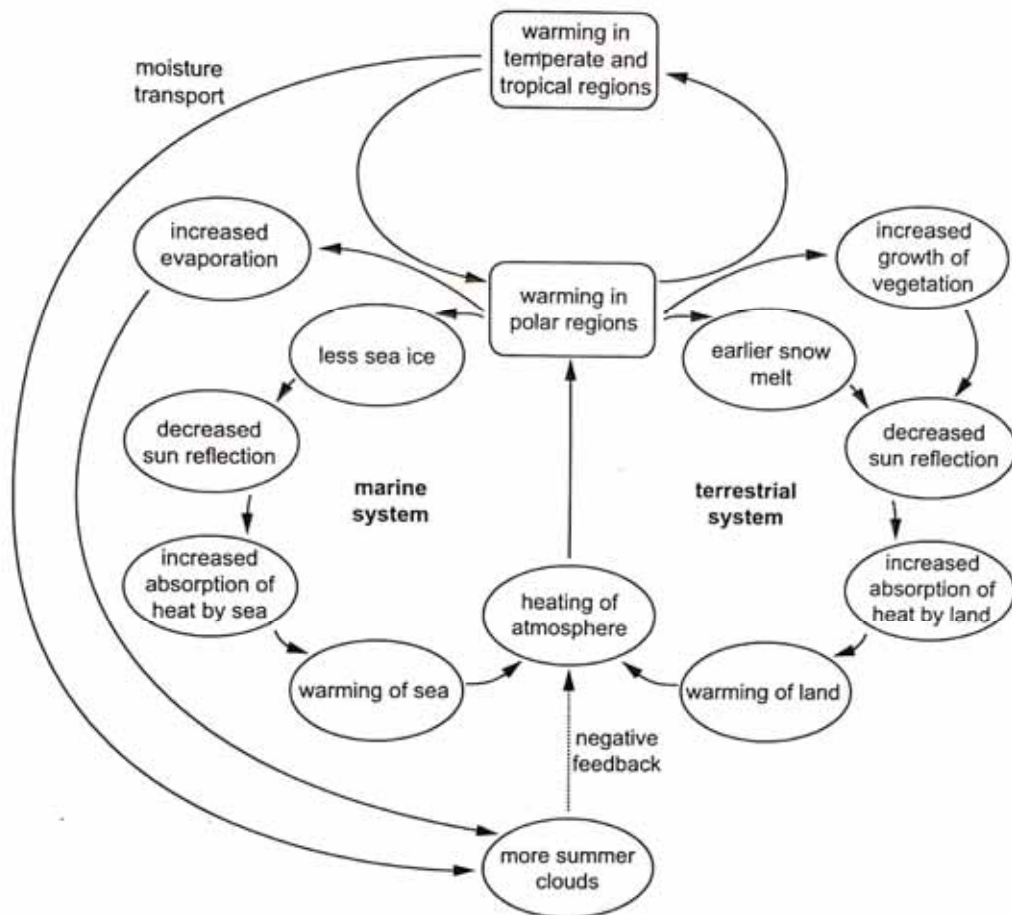 warming in
temperate and
tropical regions
moisture
transport
increased
evaporation
increased
growth of
vegetation
warming in
polar regions
less sea ice
earlier snow
melt
decreased
sun reflection
decreased
sun reflection
marine
system
terrestrial
system
increased
absorption of
heat by sea
heating of
atmosphere
increased
absorption of
heat by land
warming of sea
warming of land
negative
feedback
more summer
clouds